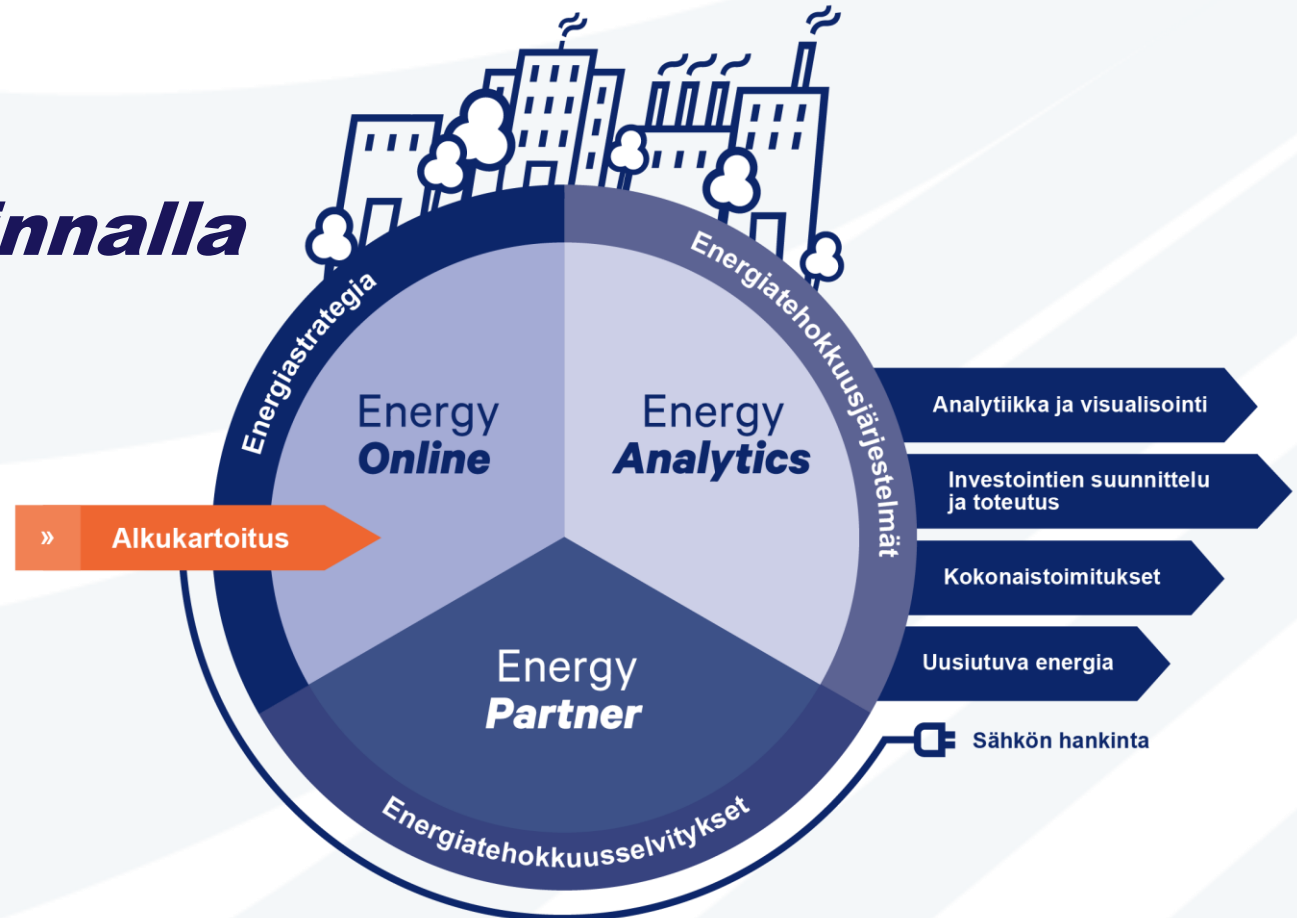 innalla
Energiastrategia
Energiatehokkuusjärjestelmät
Energy
Online
Energy
Analytics
» Alkukartoitus
Energy
Partner
Energiatehokkuusselvitykset
Analytiikka ja visualisointi
Investointien suunnittelu
ja toteutus
Kokonaistoimitukset
Uusiutuva energia
Sähkön hankinta